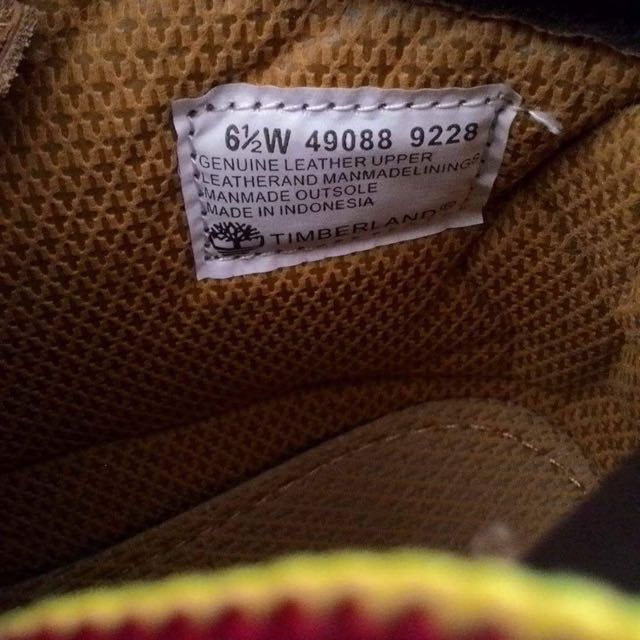 6½W 49088 9228
GENUINE LEATHER UPPER
LEATHERAND MANMADELININGS
MANMADE OUTSOLE
MADE IN INDONESIA
TIMBERLAND®